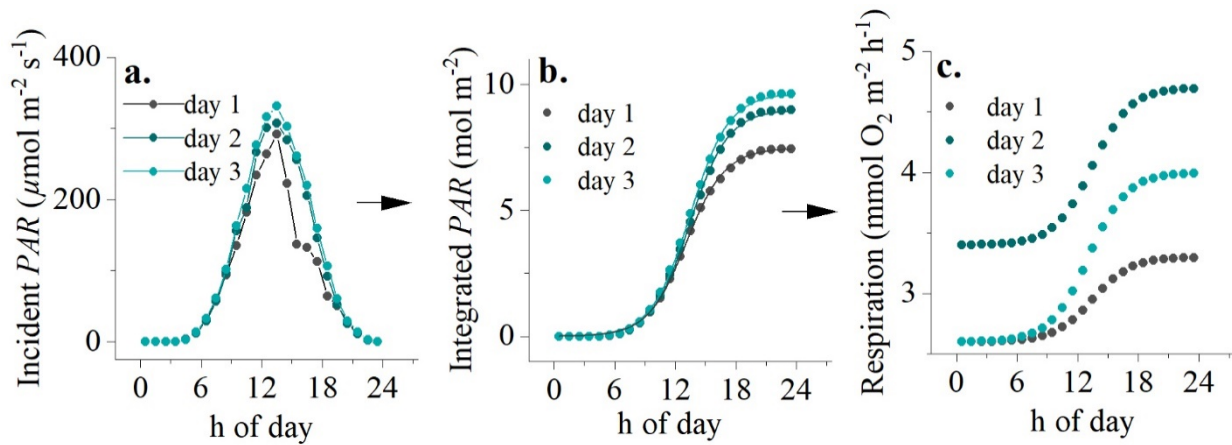 Incident PAR (μmol m⁻² s⁻¹)
400
200
0
a.
day 1
day 2
day 3
0 6 12 18 24
h of day
Integrated PAR (mol m⁻²)
10
5
0
b.
day 1
day 2
day 3
0 6 12 18 24
h of day
Respiration (mmol O₂ m⁻² h⁻¹)
5
4
3
c.
day 1
day 2
day 3
0 6 12 18 24
h of day